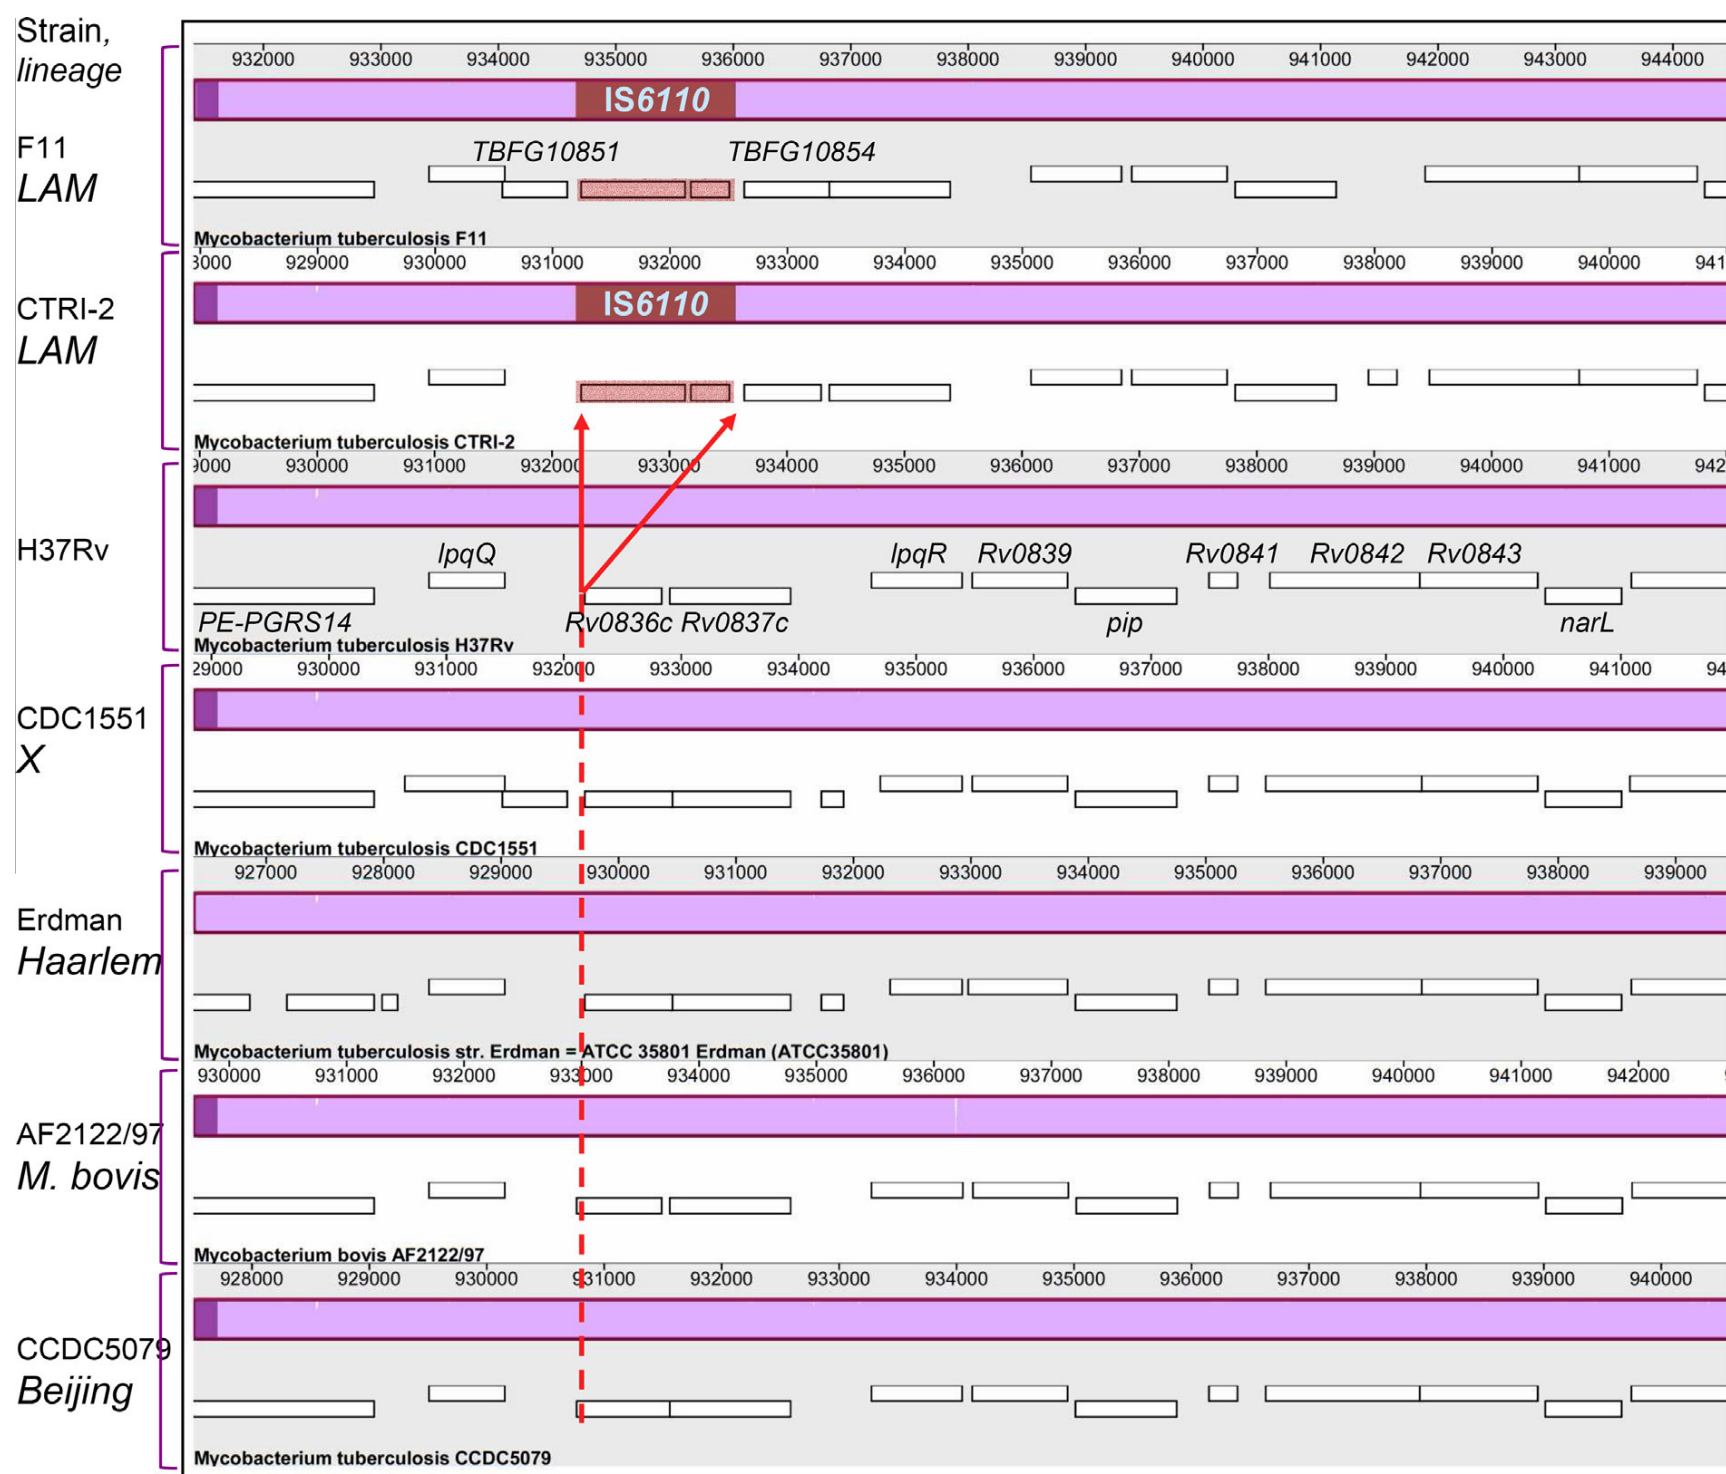 Strain,
lineage
932000 933000 934000 935000 936000 937000 938000 939000 940000 941000 942000 943000 944000
IS6110
F11
LAM
TBFG10851 TBFG10854
Mycobacterium tuberculosis F11
3000 929000 930000 931000 932000 933000 934000 935000 936000 937000 938000 939000 940000 941
IS6110
CTRI-2
LAM
Mycobacterium tuberculosis CTRI-2
9000 930000 931000 932000 933000 934000 935000 936000 937000 938000 939000 940000 941000 942
H37Rv
lpqQ lpqR Rv0839 Rv0841 Rv0842 Rv0843
PE-PGRS14 Rv0836c Rv0837c pip narL
Mycobacterium tuberculosis H37Rv
29000 930000 931000 932000 933000 934000 935000 936000 937000 938000 939000 940000 941000 94
CDC1551
X
Mycobacterium tuberculosis CDC1551
927000 928000 929000 930000 931000 932000 933000 934000 935000 936000 937000 938000 939000
Erdman
Haarlem
Mycobacterium tuberculosis str. Erdman = ATCC 35801 Erdman (ATCC35801)
930000 931000 932000 933000 934000 935000 936000 937000 938000 939000 940000 941000 942000
AF2122/97
M. bovis
Mycobacterium bovis AF2122/97
928000 929000 930000 931000 932000 933000 934000 935000 936000 937000 938000 939000 940000
CCDC5079
Beijing
Mycobacterium tuberculosis CCDC5079